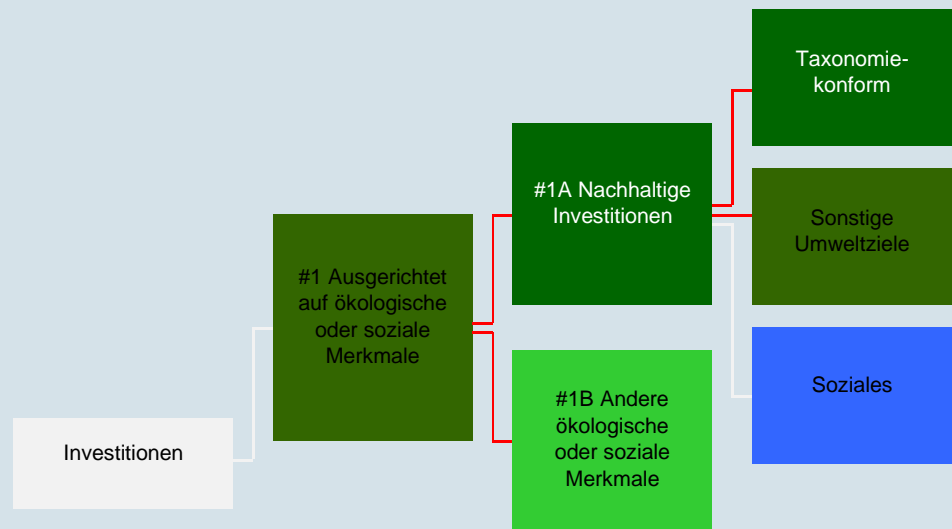 Investitionen
#1 Ausgerichtet
auf ökologische
oder soziale
Merkmale
#1A Nachhaltige
Investitionen
#1B Andere
ökologische
oder soziale
Merkmale
Taxonomie-
konform
Sonstige
Umweltziele
Soziales